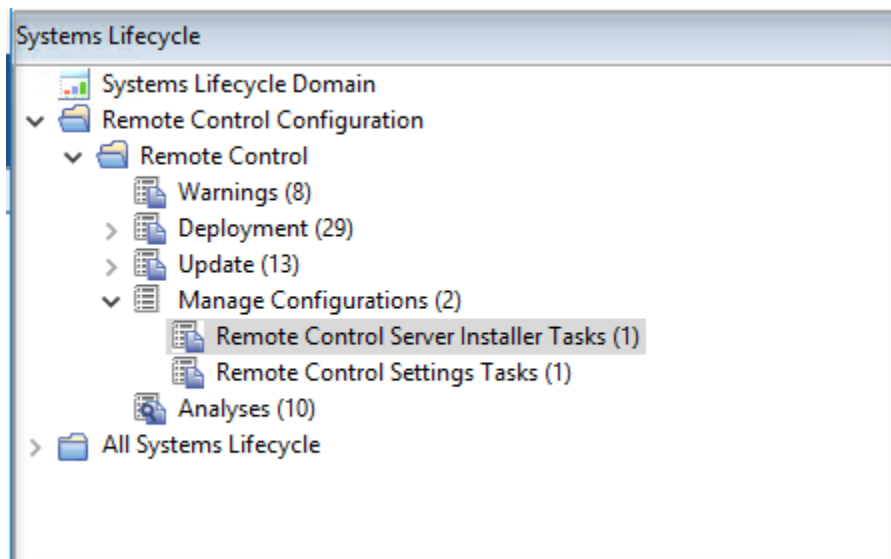 Systems Lifecycle
Systems Lifecycle Domain
Remote Control Configuration
Remote Control
Warnings (8)
Deployment (29)
Update (13)
Manage Configurations (2)
Remote Control Server Installer Tasks (1)
Remote Control Settings Tasks (1)
Analyses (10)
All Systems Lifecycle